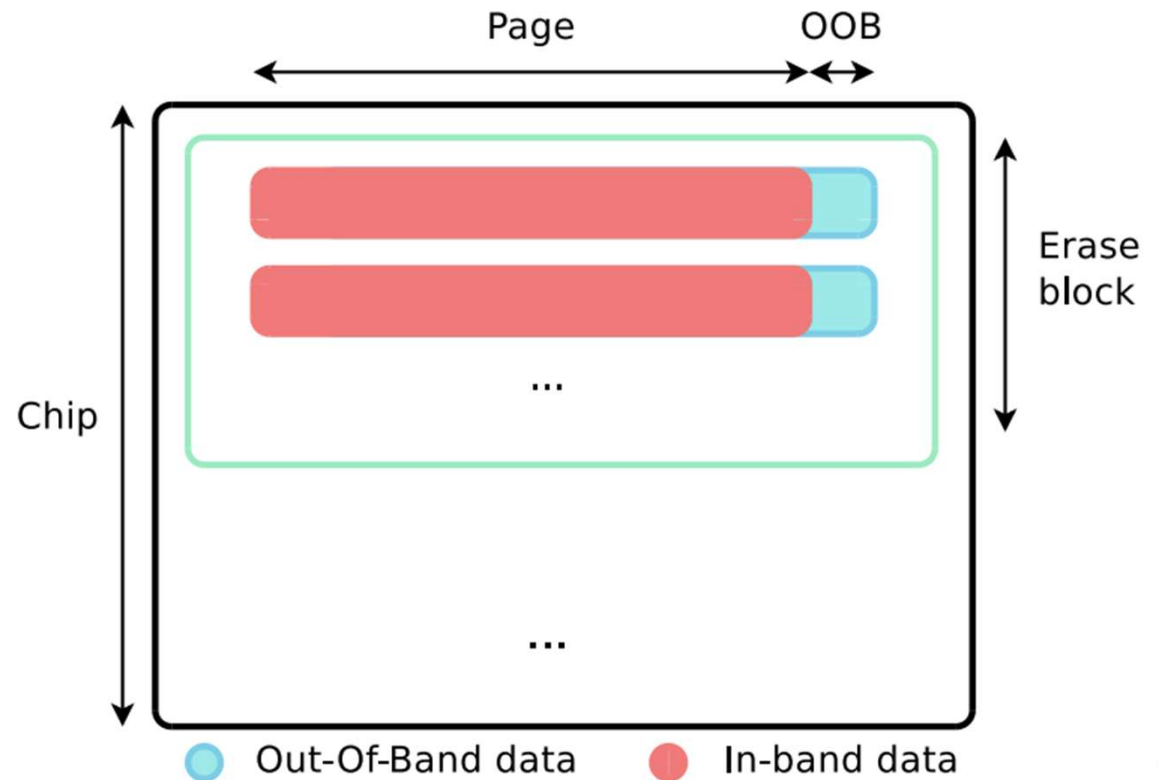 Page
OOB
Erase
block
...
Chip
...
Out-Of-Band data
In-band data